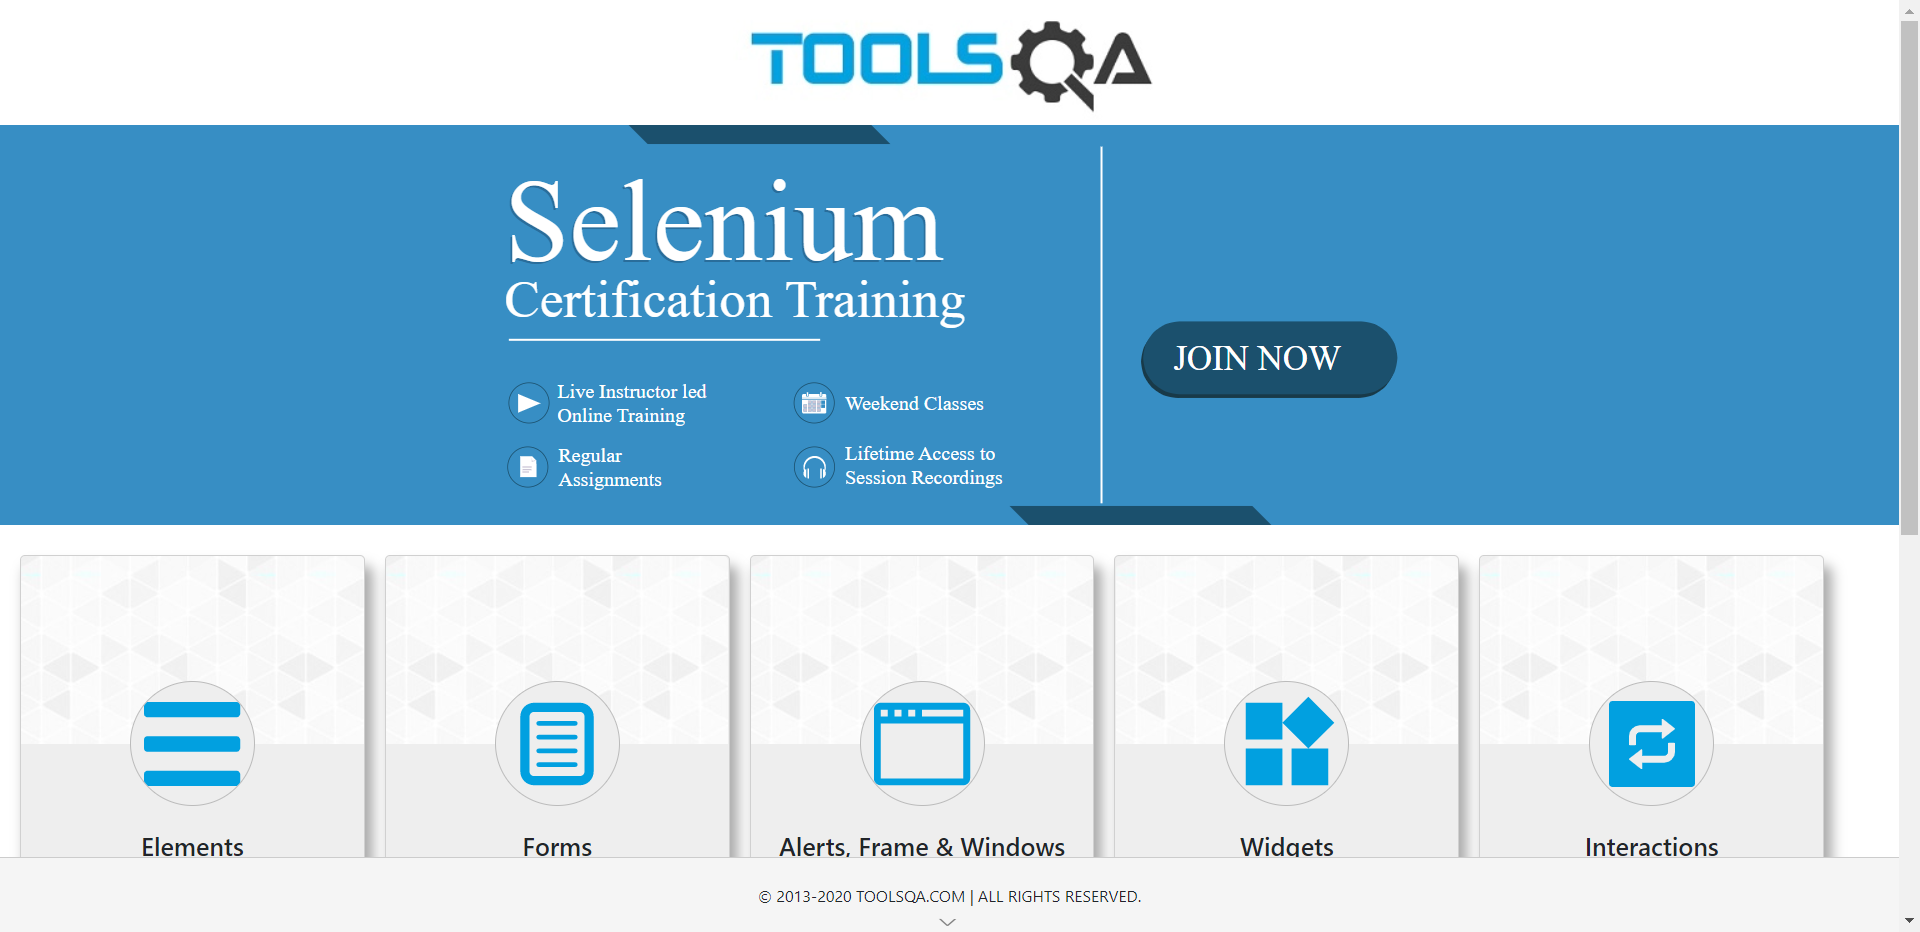 TOOLSQA
Selenium
Certification Training
Live Instructor led
Online Training
Weekend Classes
Regular
Assignments
Lifetime Access to
Session Recordings
JOIN NOW
Elements
Forms
Alerts, Frame & Windows
Widgets
Interactions
© 2013-2020 TOOLSQA.COM | ALL RIGHTS RESERVED.